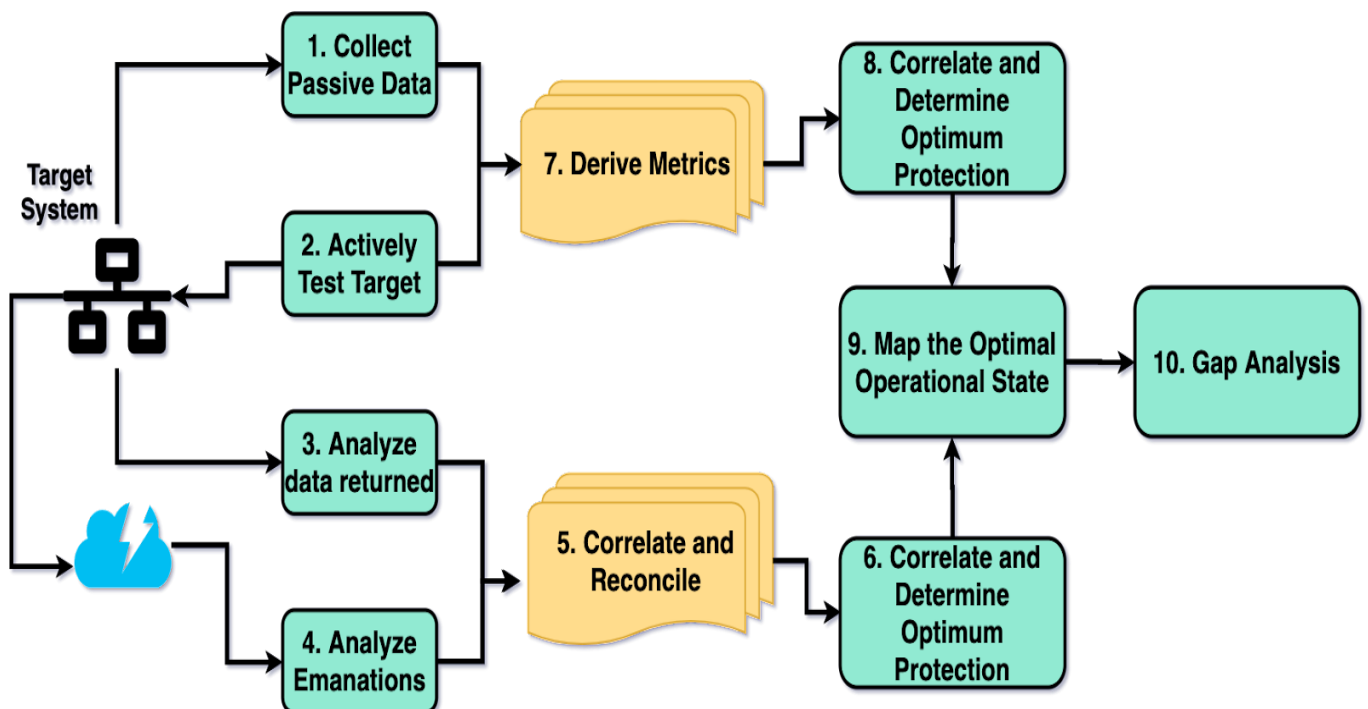 1. Collect
Passive Data
Target
System
2. Actively
Test Target
3. Analyze
data returned
4. Analyze
Emanations
7. Derive Metrics
5. Correlate and
Reconcile
8. Correlate and
Determine
Optimum
Protection
9. Map the Optimal
Operational State
6. Correlate and
Determine
Optimum
Protection
10. Gap Analysis